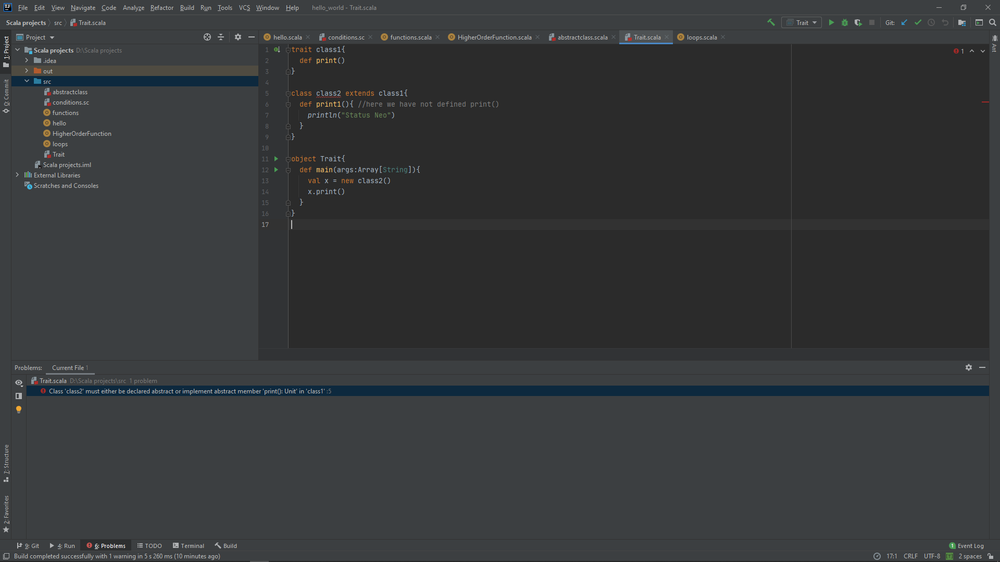 File Edit View Navigate Code Analyze Refactor Build Run Tools VCS Window Help hello_world - Trait.scala
Scala projects src Trait.scala Trait Git:
Project
hello.scala conditions.sc functions.scala HigherOrderFunction.scala abstractclass.scala Trait.scala loops.scala
1: Project
0: Commit
7: Structure
2: Favorites
Ant
Scala projects D:\Scala projects
.idea
out
src
abstractclass
conditions.sc
functions
hello
HigherOrderFunction
loops
Trait
Scala projects.iml
External Libraries
Scratches and Consoles
1 trait class1{
2 def print()
3 }
4
5 class class2 extends class1{
6 def print1(){ //here we have not defined print()
7 println("Status Neo")
8 }
9 }
10
11 object Trait{
12 def main(args:Array[String]){
13 val x = new class2()
14 x.print()
15 }
16 }
17
1
Problems: Current File 1
Trait.scala D:\Scala projects\src 1 problem
Class 'class2' must either be declared abstract or implement abstract member 'print(): Unit' in 'class1' :5
9: Git 4: Run 6: Problems TODO Terminal Build 1 Event Log
Build completed successfully with 1 warning in 5 s 260 ms (10 minutes ago) 17:1 CRLF UTF-8 [T] 2 spaces